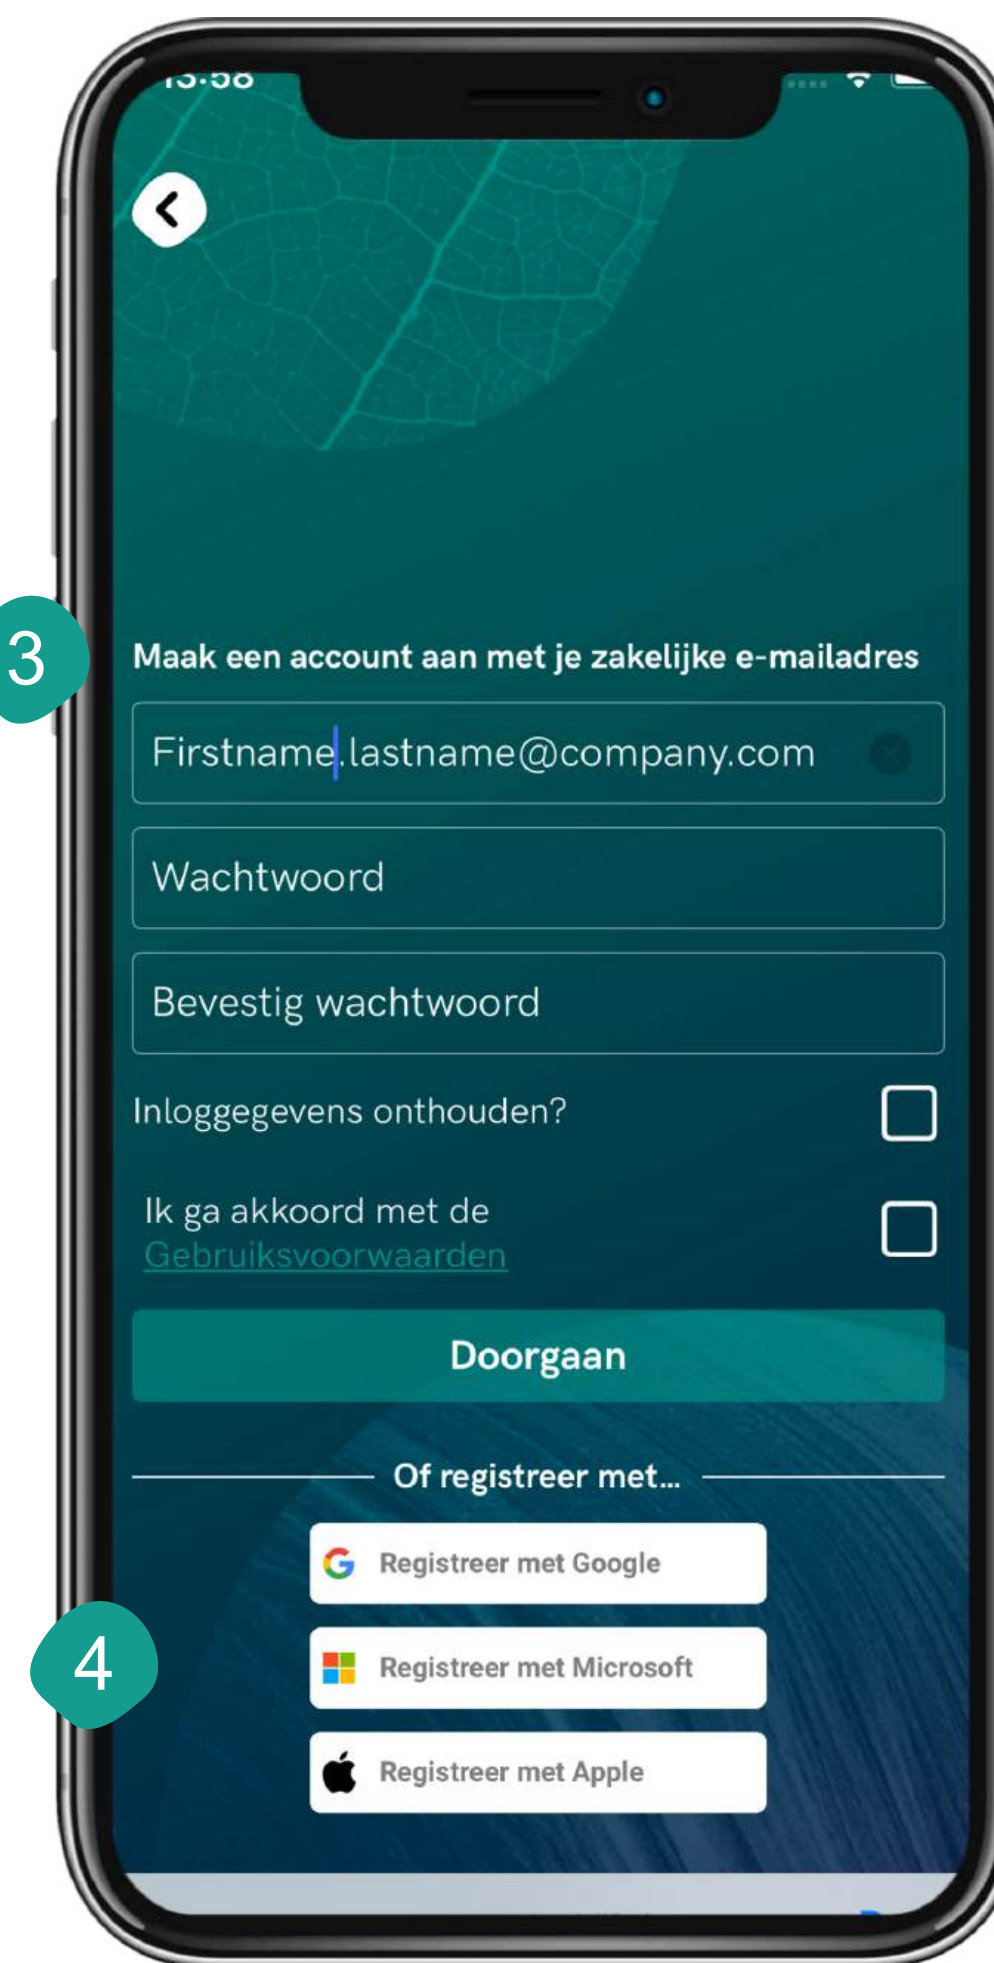 13:58
3
Maak een account aan met je zakelijke e-mailadres
Firstname.lastname@company.com
Wachtwoord
Bevestig wachtwoord
Inloggegevens onthouden?
Ik ga akkoord met de
Gebruiksvoorwaarden
Doorgaan
Of registreer met...
Registreer met Google
4
Registreer met Microsoft
Registreer met Apple